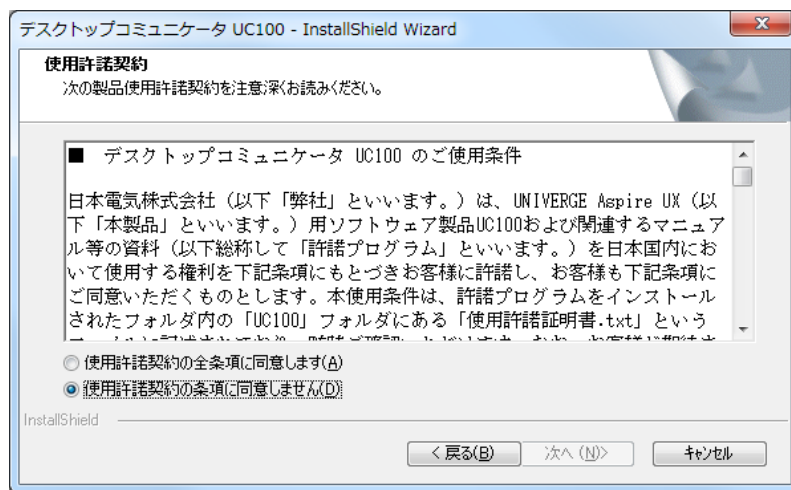 デスクトップコミュニケータ UC100 - InstallShield Wizard
使用許諾契約
次の製品使用許諾契約を注意深くお読みください。
■ デスクトップコミュニケータ UC100 のご使用条件
日本電気株式会社（以下「弊社」といいます。）は、UNIVERGE Aspire UX（以
下「本製品」といいます。）用ソフトウェア製品UC100および関連するマニュア
ル等の資料（以下総称して「許諾プログラム」といいます。）を日本国内にお
いて使用する権利を下記条項にもとづきお客様に許諾し、お客様も下記条項に
ご同意いただくものとします。本使用条件は、許諾プログラムをインストール
されたフォルダ内の「UC100」フォルダにある「使用許諾証明書.txt」という
使用許諾契約の全条項に同意します(A)
使用許諾契約の条項に同意しません(D)
InstallShield
< 戻る(B)
次へ (N)>
キャンセル